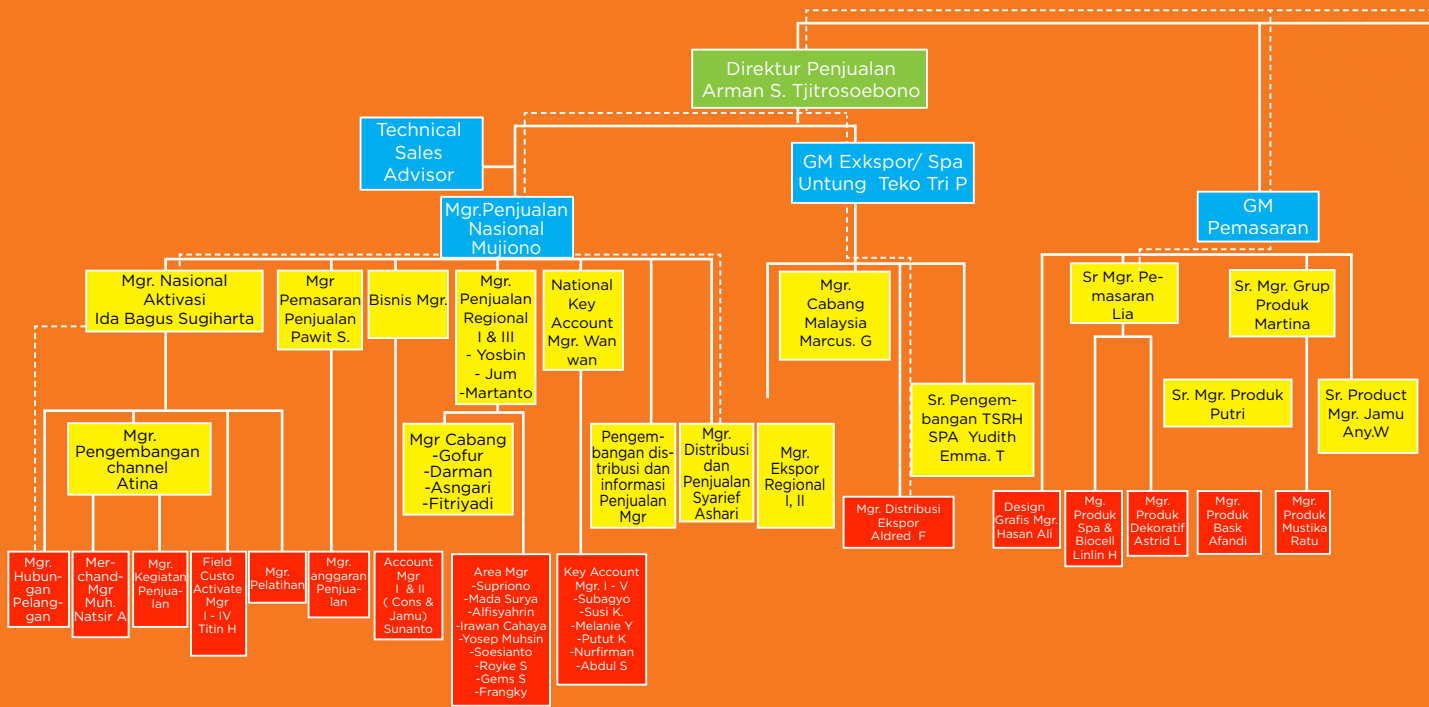 Direktur Penjualan
Arman S. Tjitrosoebono
Technical
Sales
Advisor
GM Exkspor/ Spa
Untung Teko Tri P
Mgr.Penjualan
Nasional
Mujiono
GM
Pemasaran
Mgr. Nasional
Aktivasi
Ida Bagus Sugiharta
Mgr
Pemasaran
Penjualan
Pawit S.
Bisnis Mgr.
Mgr.
Penjualan
Regional
I & III
- Yosbin
- Jum
-Martanto
National
Key
Account
Mgr. Wan
wan
Mgr.
Cabang
Malaysia
Marcus. G
Sr Mgr. Pe-
masaran
Lia
Sr. Mgr. Grup
Produk
Martina
Sr. Pengem-
bangan TSRH
SPA Yudith
Emma. T
Sr. Mgr. Produk
Putri
Sr. Product
Mgr. Jamu
Any.W
Mgr.
Pengembangan
channel
Atina
Mgr Cabang
-Gofur
-Darman
-Asngari
-Fitriyadi
Pengem-
bangan dis-
tribusi dan
informasi
Penjualan
Mgr
Mgr.
Distribusi
dan
Penjualan
Syarief
Ashari
Mgr.
Ekspor
Regional
I, II
Mgr. Distribusi
Ekspor
Aldred F
Design
Grafis Mgr.
Hasan Ali
Mg.
Produk
Spa &
Biocell
Linlin H
Mgr.
Produk
Dekoratif
Astrid L
Mgr.
Produk
Bask
Afandi
Mgr.
Produk
Mustika
Ratu
Mgr.
Hubun-
gan
Pelang-
gan
Mer-
chand-
Mgr
Muh.
Natsir A
Mgr.
Kegiatan
Penjua-
lan
Field
Custo
Activate
Mgr
I - IV
Titin H
Mgr.
Pelatihan
Mgr.
anggaran
Penjua-
lan
Account
Mgr
I & II
( Cons &
Jamu)
Sunanto
Area Mgr
-Supriono
-Mada Surya
-Alfisyahrin
-Irawan Cahaya
-Yosep Muhsin
-Soesianto
-Royke S
-Gems S
-Frangky
Key Account
Mgr. I - V
-Subagyo
-Susi K.
-Melanie Y
-Putut K
-Nurfirman
-Abdul S